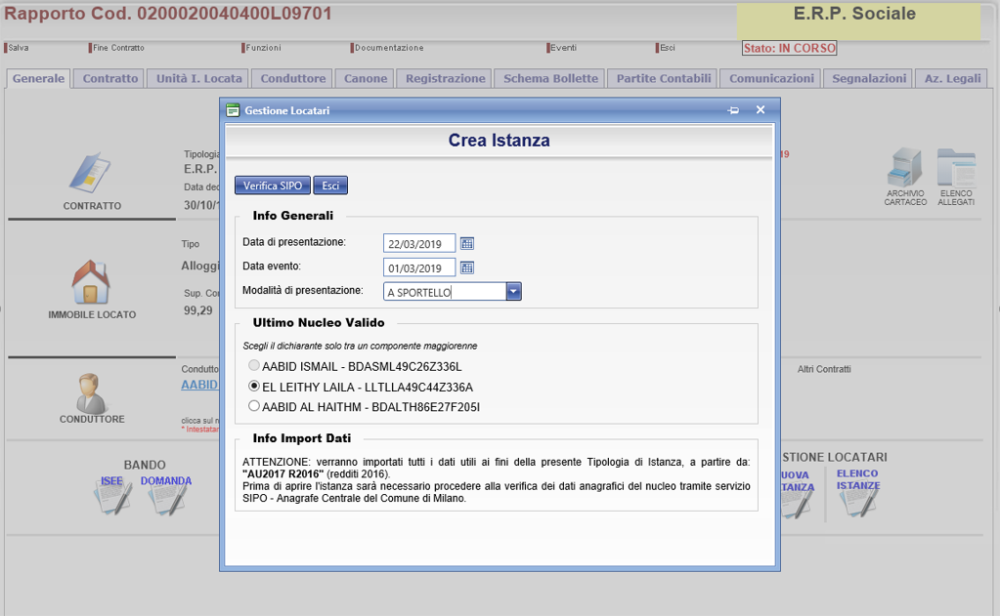 Rapporto Cod. 0200020040400L09701
E.R.P. Sociale
Salva
Fine Contratto
Funzioni
Documentazione
Eventi
Esci
Stato: IN CORSO
Generale
Contratto
Unità I. Locata
Conduttore
Canone
Registrazione
Schema Bollette
Partite Contabili
Comunicazioni
Segnalazioni
Az. Legali
Gestione Locatari
Crea Istanza
Verifica SIPO
Esci
Info Generali
Data di presentazione:
22/03/2019
Data evento:
01/03/2019
Modalità di presentazione:
A SPORTELLO
Ultimo Nucleo Valido
Scegli il dichiarante solo tra un componente maggiorenne
AABID ISMAIL - BDASML49C26Z336L
EL LEITHY LAILA - LLTLLA49C44Z336A
AABID AL HAITHM - BDALTH86E27F205I
Info Import Dati
ATTENZIONE: verranno importati tutti i dati utili ai fini della presente Tipologia di Istanza, a partire da:
"AU2017 R2016" (redditi 2016).
Prima di aprire l'istanza sarà necessario procedere alla verifica dei dati anagrafici del nucleo tramite servizio
SIPO - Anagrafe Centrale del Comune di Milano.
CONTRATTO
Tipologia
E.R.P.
Data dec
30/10/1
19
ARCHIVIO
CARTACEO
ELENCO
ALLEGATI
IMMOBILE LOCATO
Tipo
Alloggi
Sup. Con
99,29
CONDUTTORE
Conduttor
AABID
clicca sul n
* Intestatar
Altri Contratti
BANDO
ISEE
DOMANDA
STIONE LOCATARI
UOVA
TANZA
ELENCO
ISTANZE